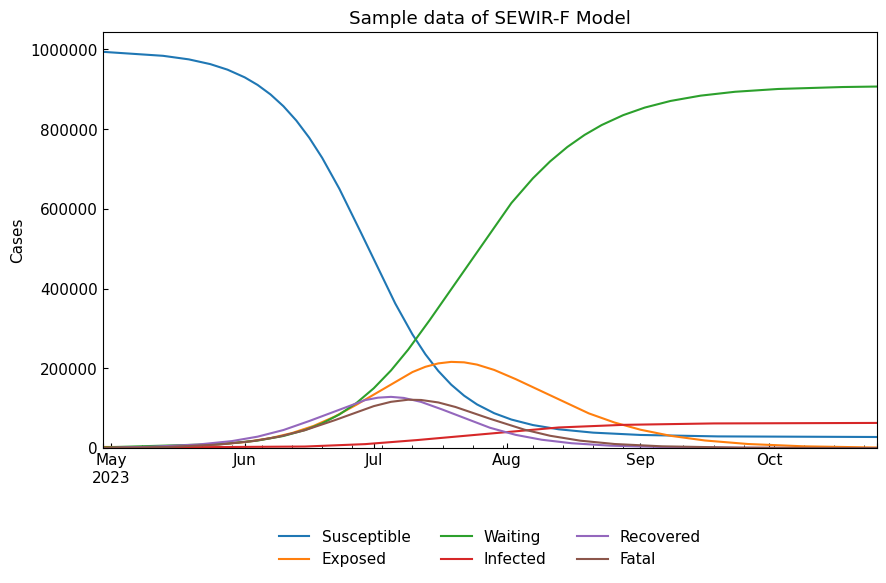 Sample data of SEWIR-F Model
Cases
1000000
800000
600000
400000
200000
0
May Jun Jul Aug Sep Oct
2023
Susceptible Waiting Recovered
Exposed Infected Fatal